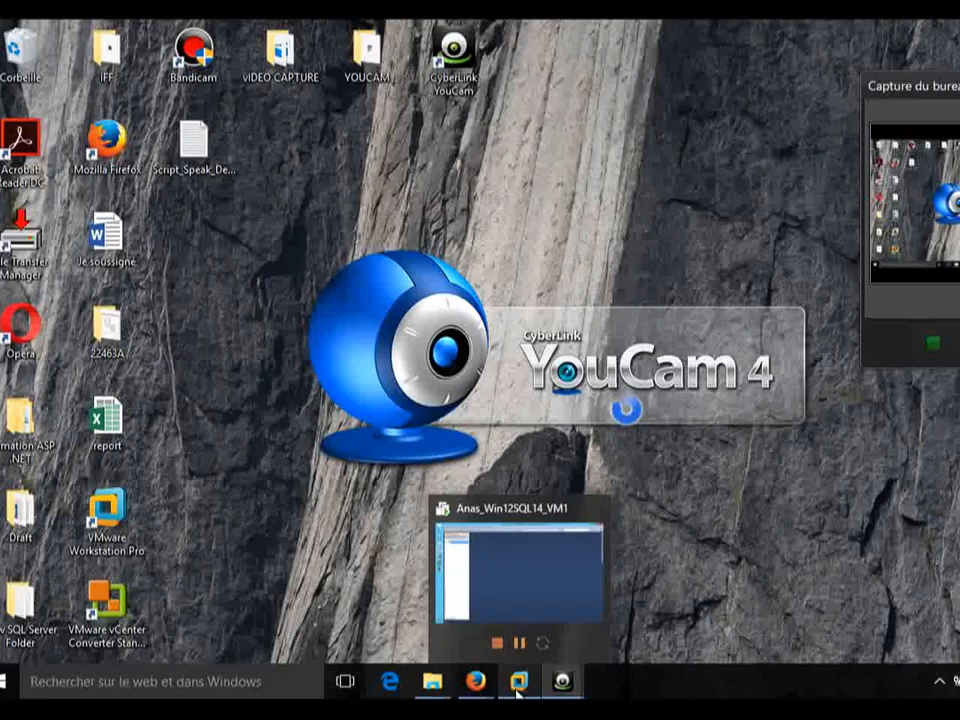 Corbeille
IFF
Bandicam
vIDEO CAPTURE
YOUCAM
CyberLink
YouCam
Capture du burea
Acrobat
Reader DC
Mozilla Firefox
Script_Speak_De...
le Transfer
Manager
Je soussigné
Opera
22463A
CyberLink
YouCam 4
mation ASP
.NET
report
Draft
VMware
Workstation Pro
Anas_Win12SQL14_VM1
w SQL Server
Folder
VMware vCenter
Converter Stan...
Rechercher sur le web et dans Windows